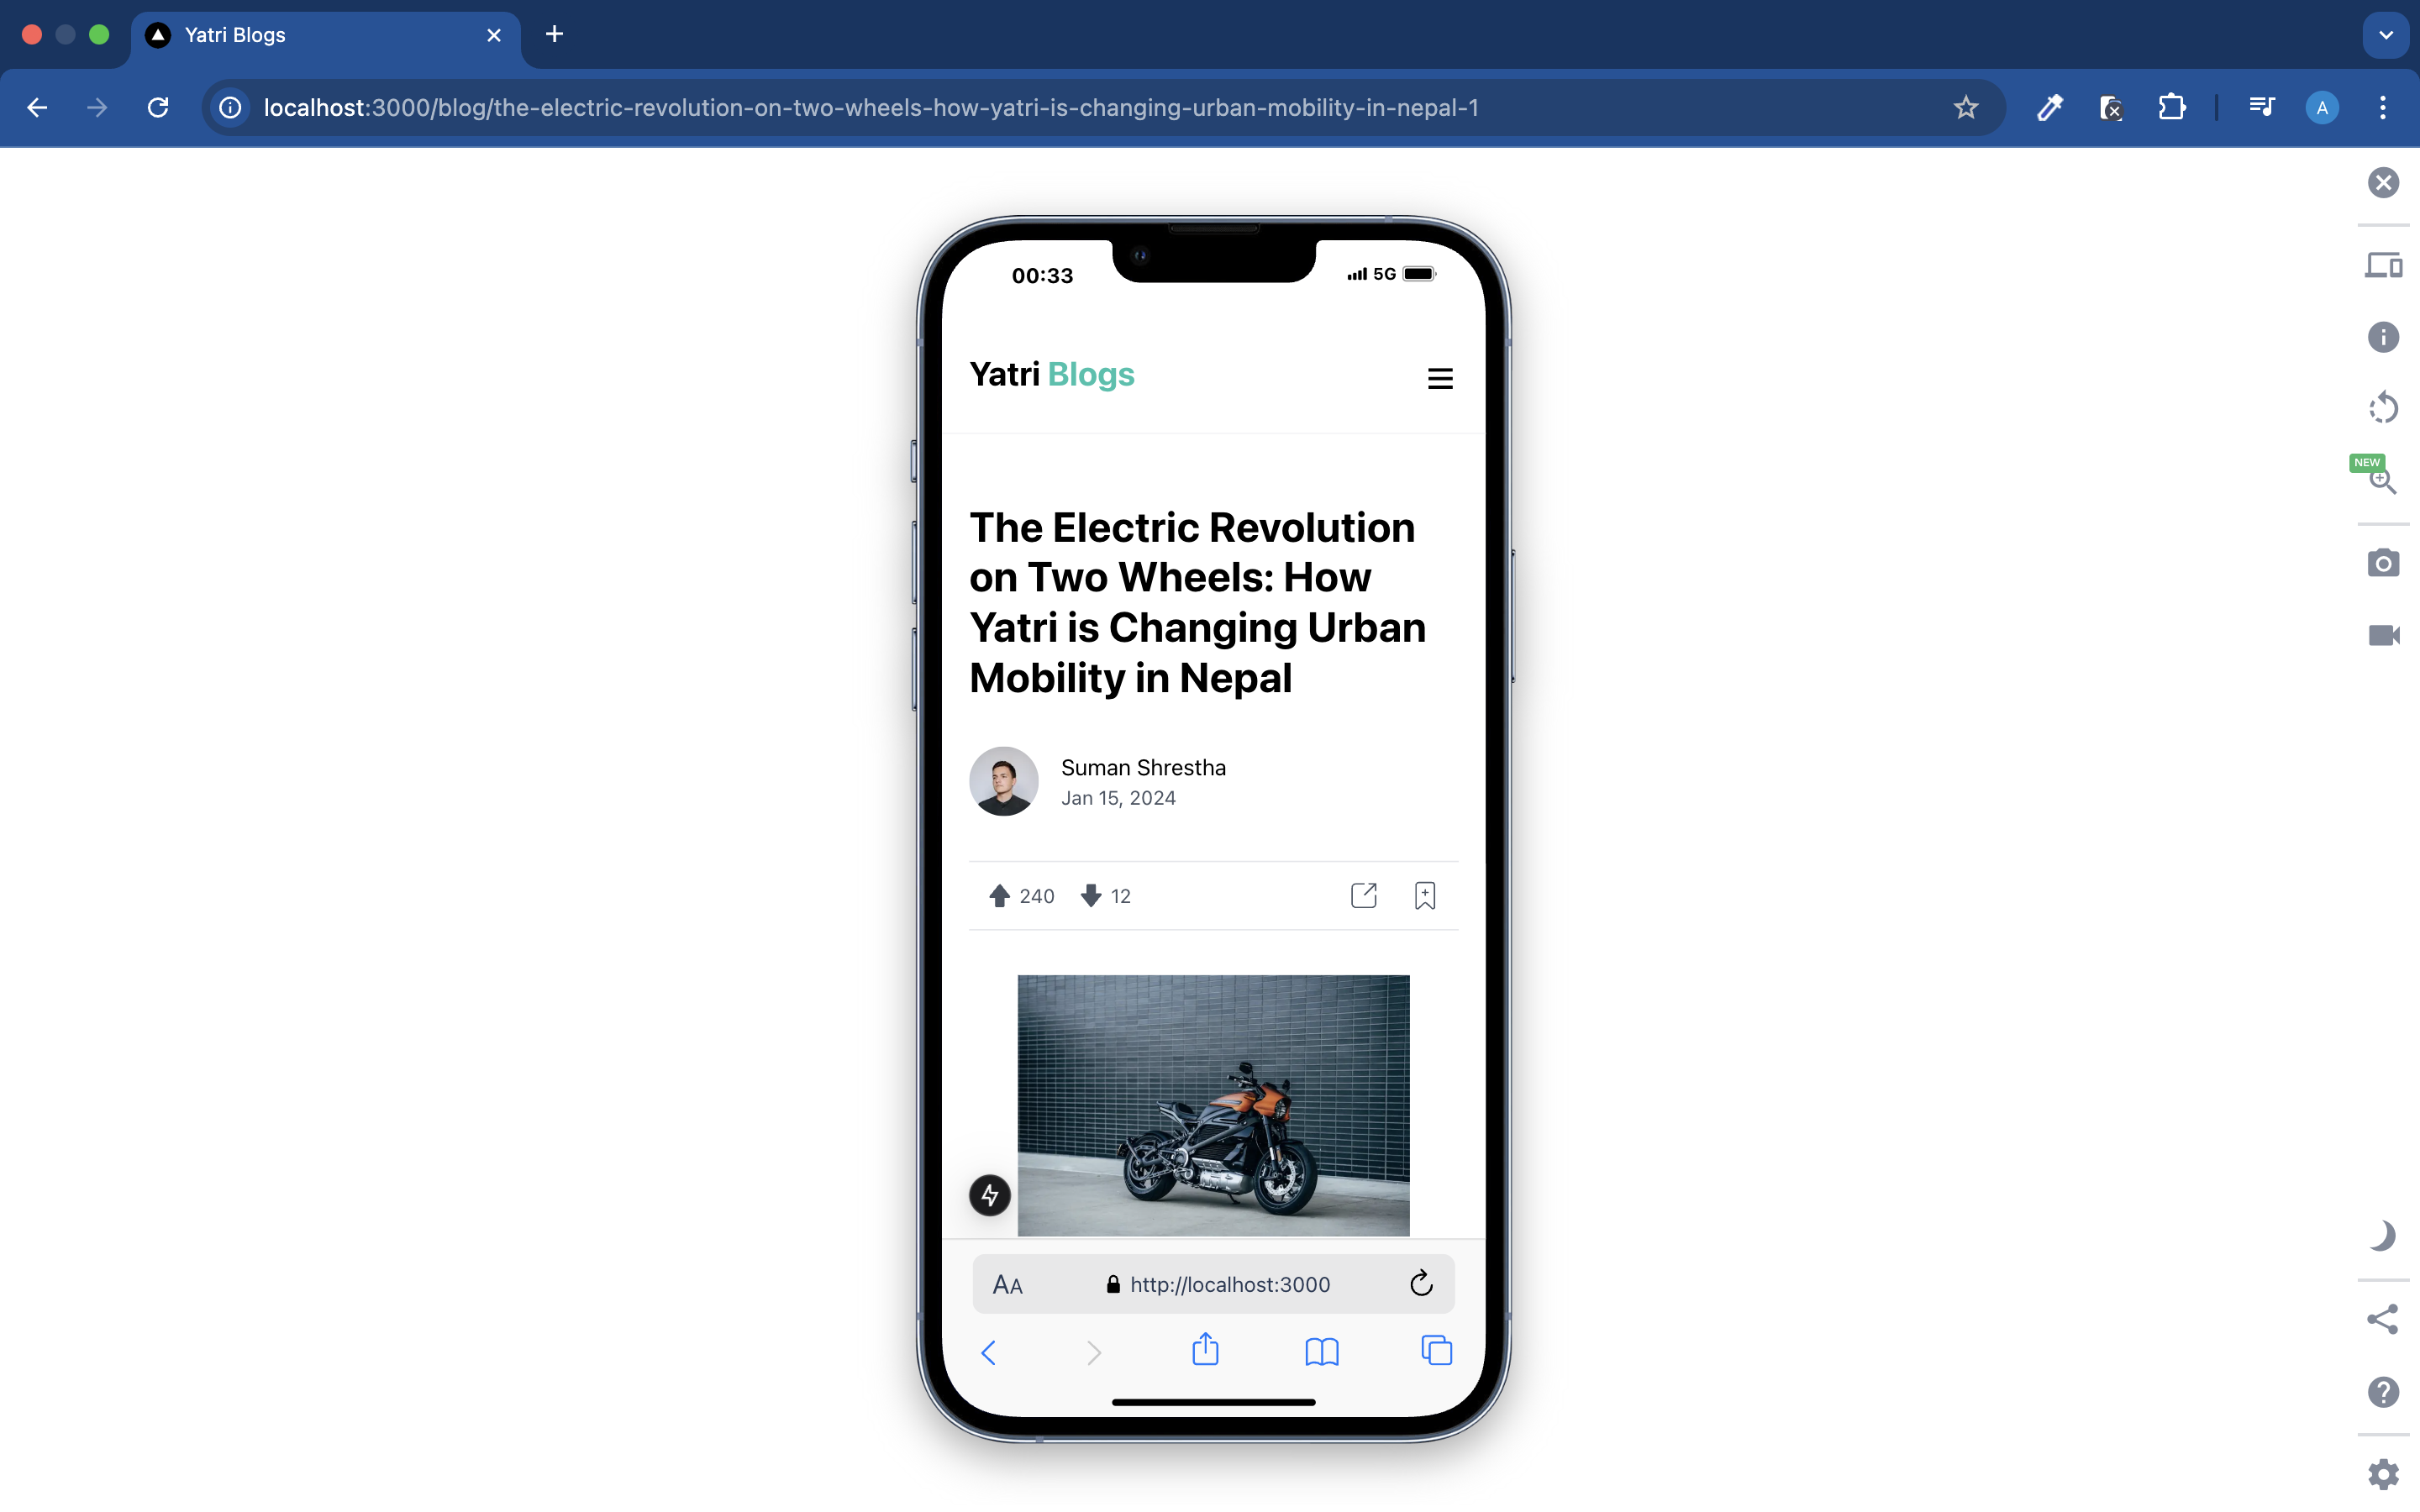 Yatri Blogs
localhost:3000/blog/the-electric-revolution-on-two-wheels-how-yatri-is-changing-urban-mobility-in-nepal-1
A
00:33
5G
Yatri Blogs
NEW
The Electric Revolution
on Two Wheels: How
Yatri is Changing Urban
Mobility in Nepal
Suman Shrestha
Jan 15, 2024
240
12
AA
http://localhost:3000